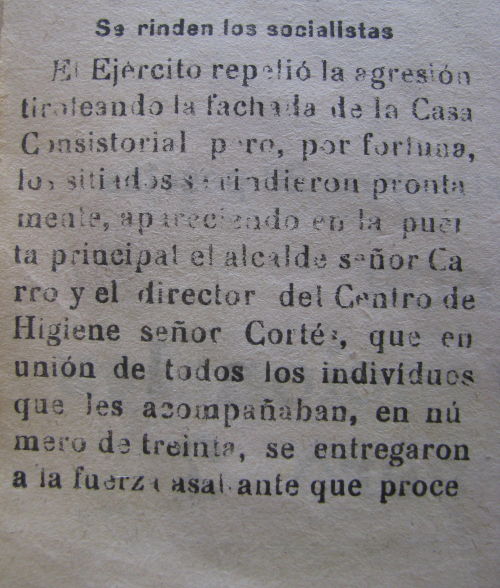 Se rinden los socialistas
El Ejército repelió la agresión
tiroteando la fachada de la Casa
Consistorial pero, por fortuna,
los sitiados se rindieron pronta
mente, apareciendo en la puer
ta principal el alcalde señor Ca
rro y el director del Centro de
Higiene señor Cortés, que en
unión de todos los indivíduos
que les acompañaban, en nú
mero de treinta, se entregaron
a la fuerza asaltante que proce